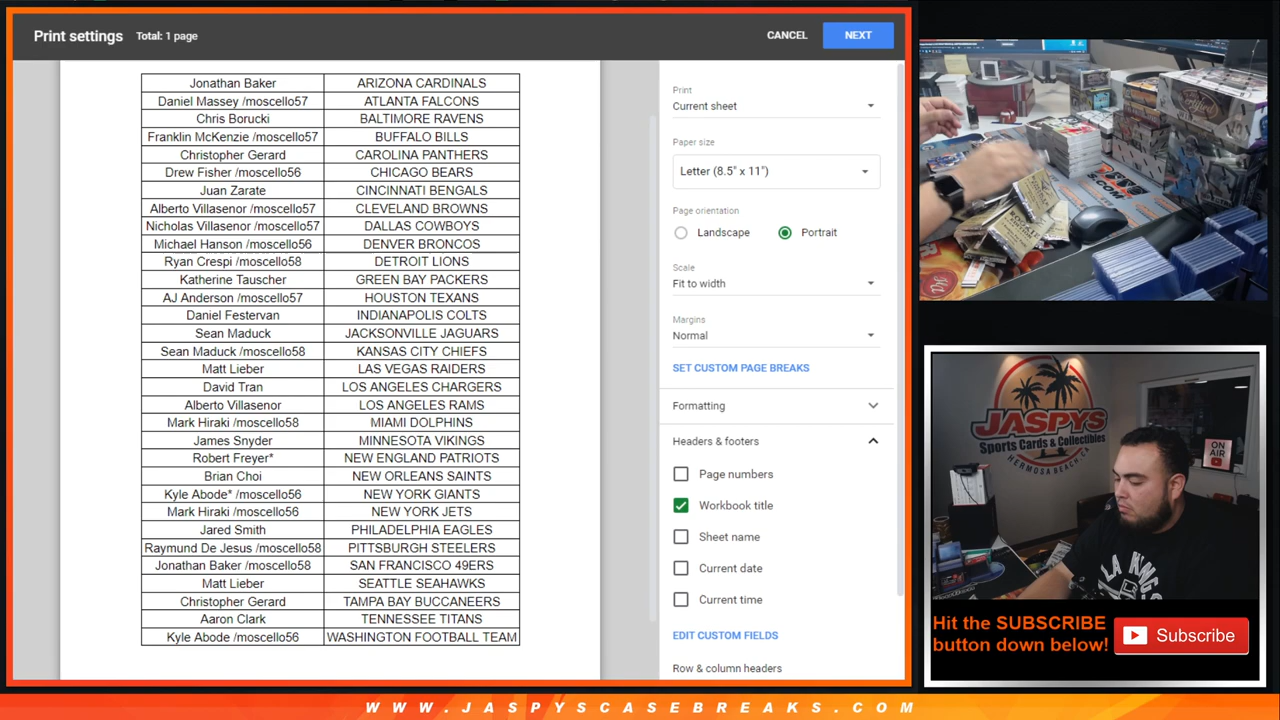 Print settings Total: 1 page CANCEL NEXT
Jonathan Baker ARIZONA CARDINALS
Daniel Massey /moscello57 ATLANTA FALCONS
Chris Borucki BALTIMORE RAVENS
Franklin McKenzie /moscello57 BUFFALO BILLS
Christopher Gerard CAROLINA PANTHERS
Drew Fisher /moscello56 CHICAGO BEARS
Juan Zarate CINCINNATI BENGALS
Alberto Villasenor /moscello57 CLEVELAND BROWNS
Nicholas Villasenor /moscello57 DALLAS COWBOYS
Michael Hanson /moscello56 DENVER BRONCOS
Ryan Crespi /moscello58 DETROIT LIONS
Katherine Tauscher GREEN BAY PACKERS
AJ Anderson /moscello57 HOUSTON TEXANS
Daniel Festervan INDIANAPOLIS COLTS
Sean Maduck JACKSONVILLE JAGUARS
Sean Maduck /moscello58 KANSAS CITY CHIEFS
Matt Lieber LAS VEGAS RAIDERS
David Tran LOS ANGELES CHARGERS
Alberto Villasenor LOS ANGELES RAMS
Mark Hiraki /moscello58 MIAMI DOLPHINS
James Snyder MINNESOTA VIKINGS
Robert Freyer* NEW ENGLAND PATRIOTS
Brian Choi NEW ORLEANS SAINTS
Kyle Abode* /moscello56 NEW YORK GIANTS
Mark Hiraki /moscello56 NEW YORK JETS
Jared Smith PHILADELPHIA EAGLES
Raymund De Jesus /moscello58 PITTSBURGH STEELERS
Jonathan Baker /moscello58 SAN FRANCISCO 49ERS
Matt Lieber SEATTLE SEAHAWKS
Christopher Gerard TAMPA BAY BUCCANEERS
Aaron Clark TENNESSEE TITANS
Kyle Abode /moscello56 WASHINGTON FOOTBALL TEAM
Print
Current sheet
Paper size
Letter (8.5" x 11")
Page orientation
Landscape Portrait
Scale
Fit to width
Margins
Normal
SET CUSTOM PAGE BREAKS
Formatting
Headers & footers
Page numbers
Workbook title
Sheet name
Current date
Current time
EDIT CUSTOM FIELDS
Row & column headers
JASPYS
Sports Cards & Collectibles
HERMOSA BEACH, CA
ON
AIR
Hit the SUBSCRIBE
button down below!
Subscribe
WWW.JASPYSCASEBREAKS.COM